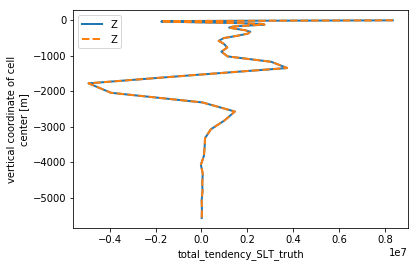 Z
Z
0
−1000
−2000
−3000
−4000
−5000
vertical coordinate of cell
center [m]
−0.4 −0.2 0.0 0.2 0.4 0.6 0.8
1e7
total_tendency_SLT_truth